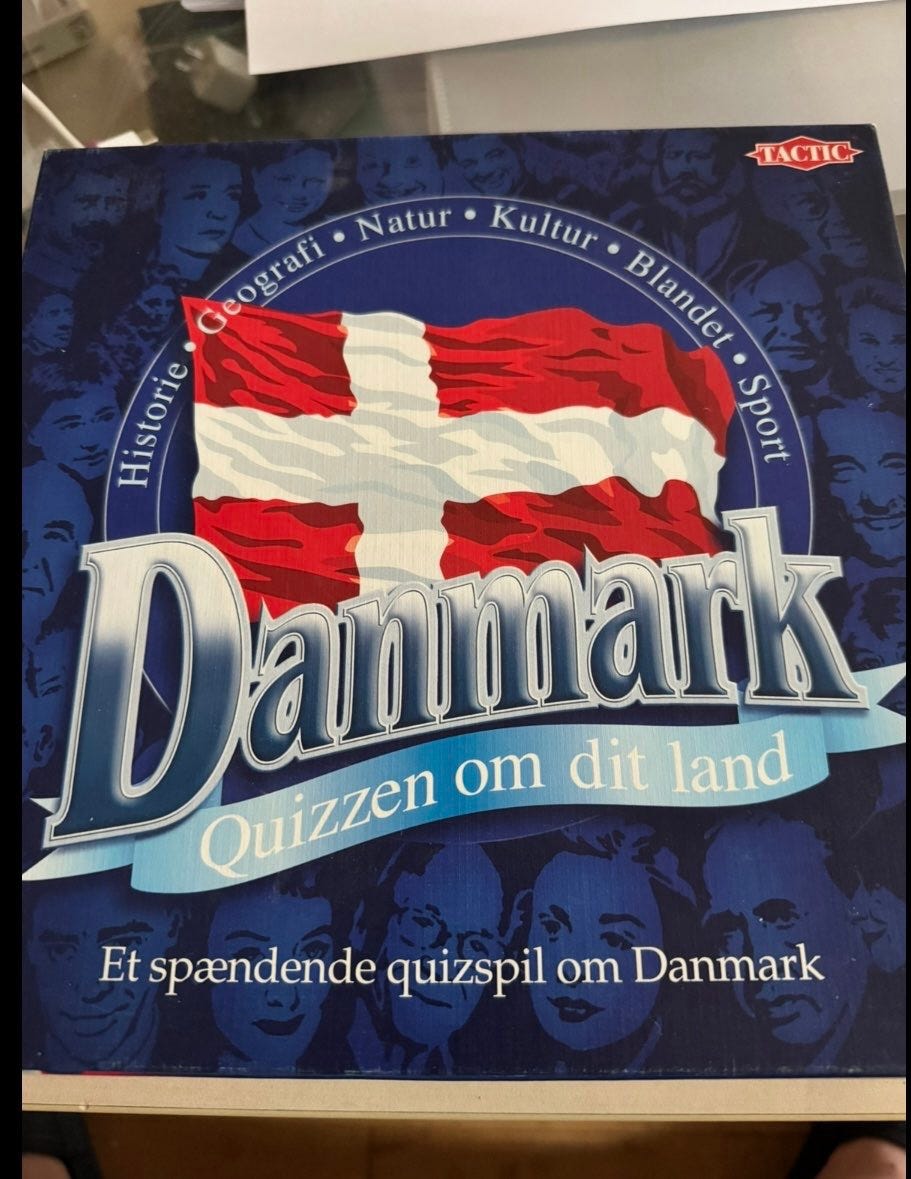 TACTIC
Historie • Geografi • Natur • Kultur • Blandet • Sport
Danmark
Quizzen om dit land
Et spændende quizspil om Danmark